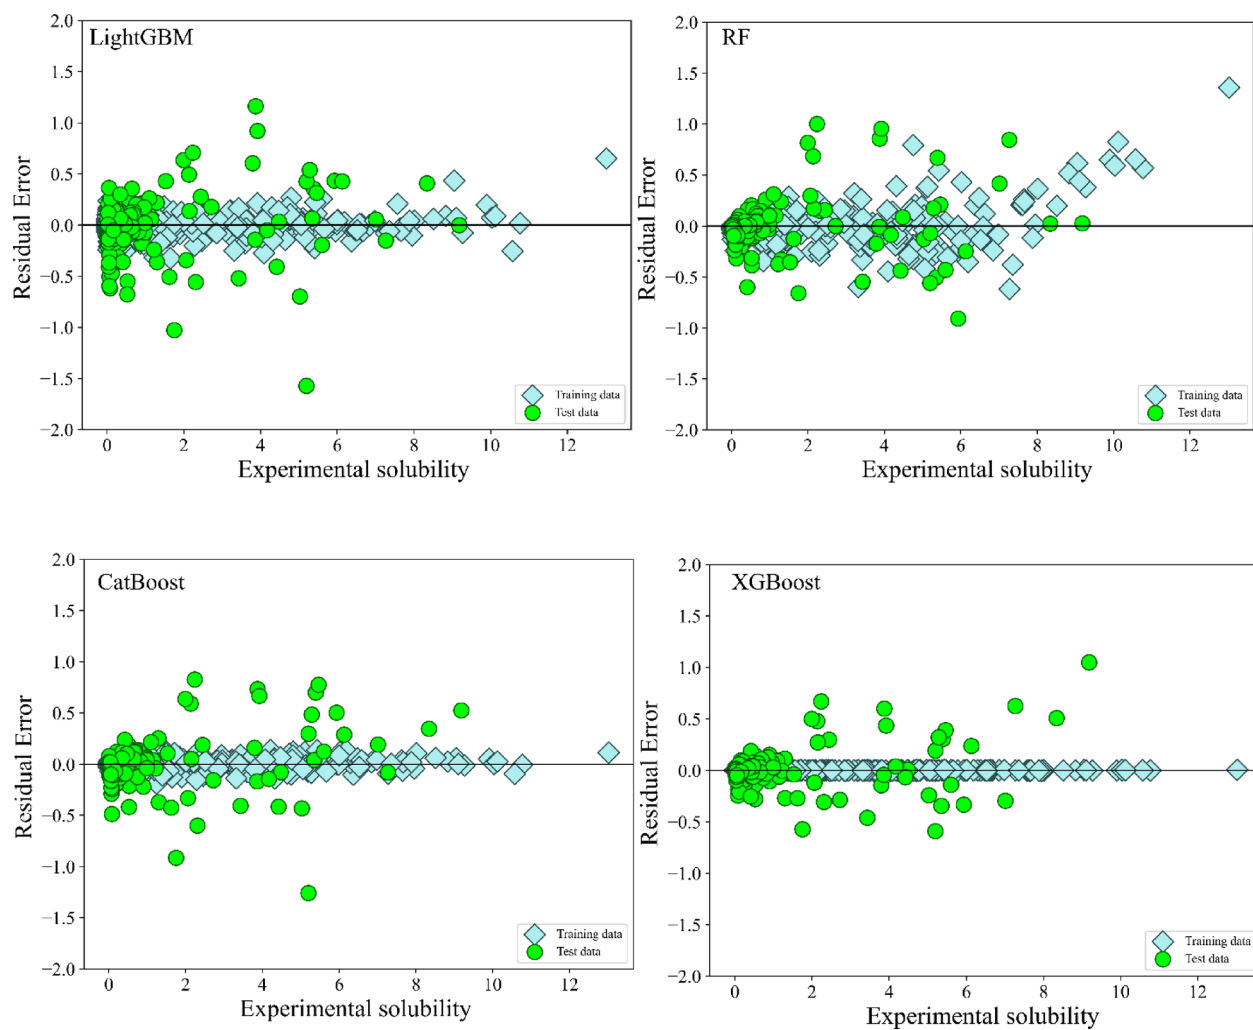 LightGBM
2.0
1.5
1.0
0.5
0.0
−0.5
−1.0
−1.5
−2.0
Residual Error
0 2 4 6 8 10 12
Experimental solubility
Training data
Test data
RF
2.0
1.5
1.0
0.5
0.0
−0.5
−1.0
−1.5
−2.0
Residual Error
0 2 4 6 8 10 12
Experimental solubility
Training data
Test data
CatBoost
2.0
1.5
1.0
0.5
0.0
−0.5
−1.0
−1.5
−2.0
Residual Error
0 2 4 6 8 10 12
Experimental solubility
Training data
Test data
XGBoost
2.0
1.5
1.0
0.5
0.0
−0.5
−1.0
−1.5
−2.0
Residual Error
0 2 4 6 8 10 12
Experimental solubility
Training data
Test data